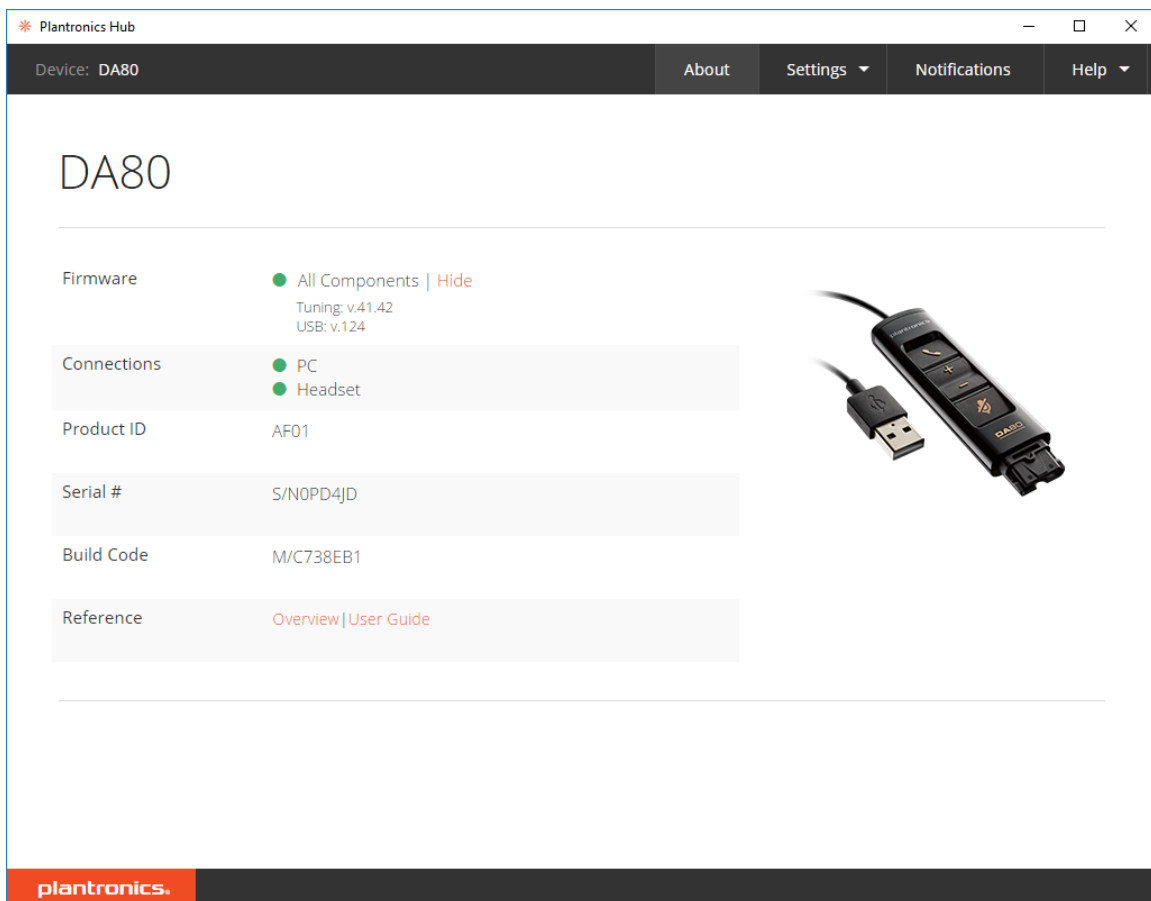 Plantronics Hub
Device: DA80 About Settings Notifications Help
DA80
Firmware All Components | Hide
Tuning: v.41.42
USB: v.124
Connections PC
Headset
Product ID AF01
Serial # S/N0PD4JD
Build Code M/C738EB1
Reference Overview|User Guide
plantronics
DA80
plantronics.